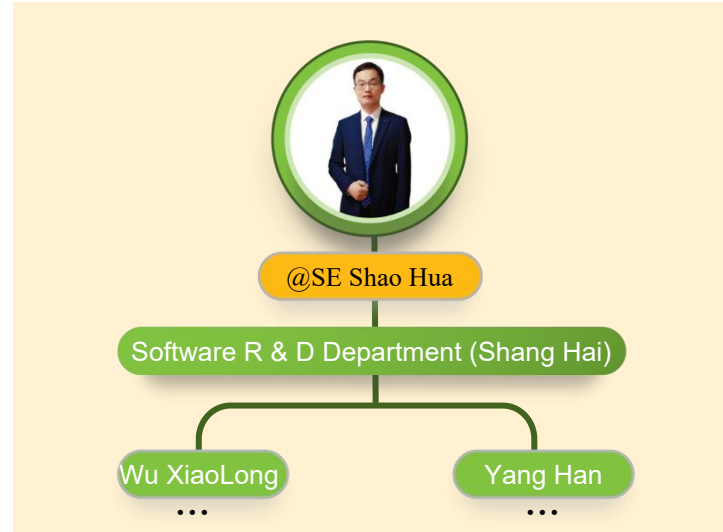 @SE Shao Hua
Software R & D Department (Shang Hai)
Wu XiaoLong
Yang Han
...
...